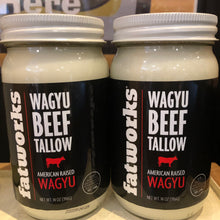 here
fatworks
WAGYU
BEEF
TALLOW
AMERICAN RAISED
WAGYU
NET WT. 14 OZ (396g)
fatworks
WAGYU
BEEF
TALLOW
AMERICAN RAISED
WAGYU
NET WT. 14 OZ (396g)